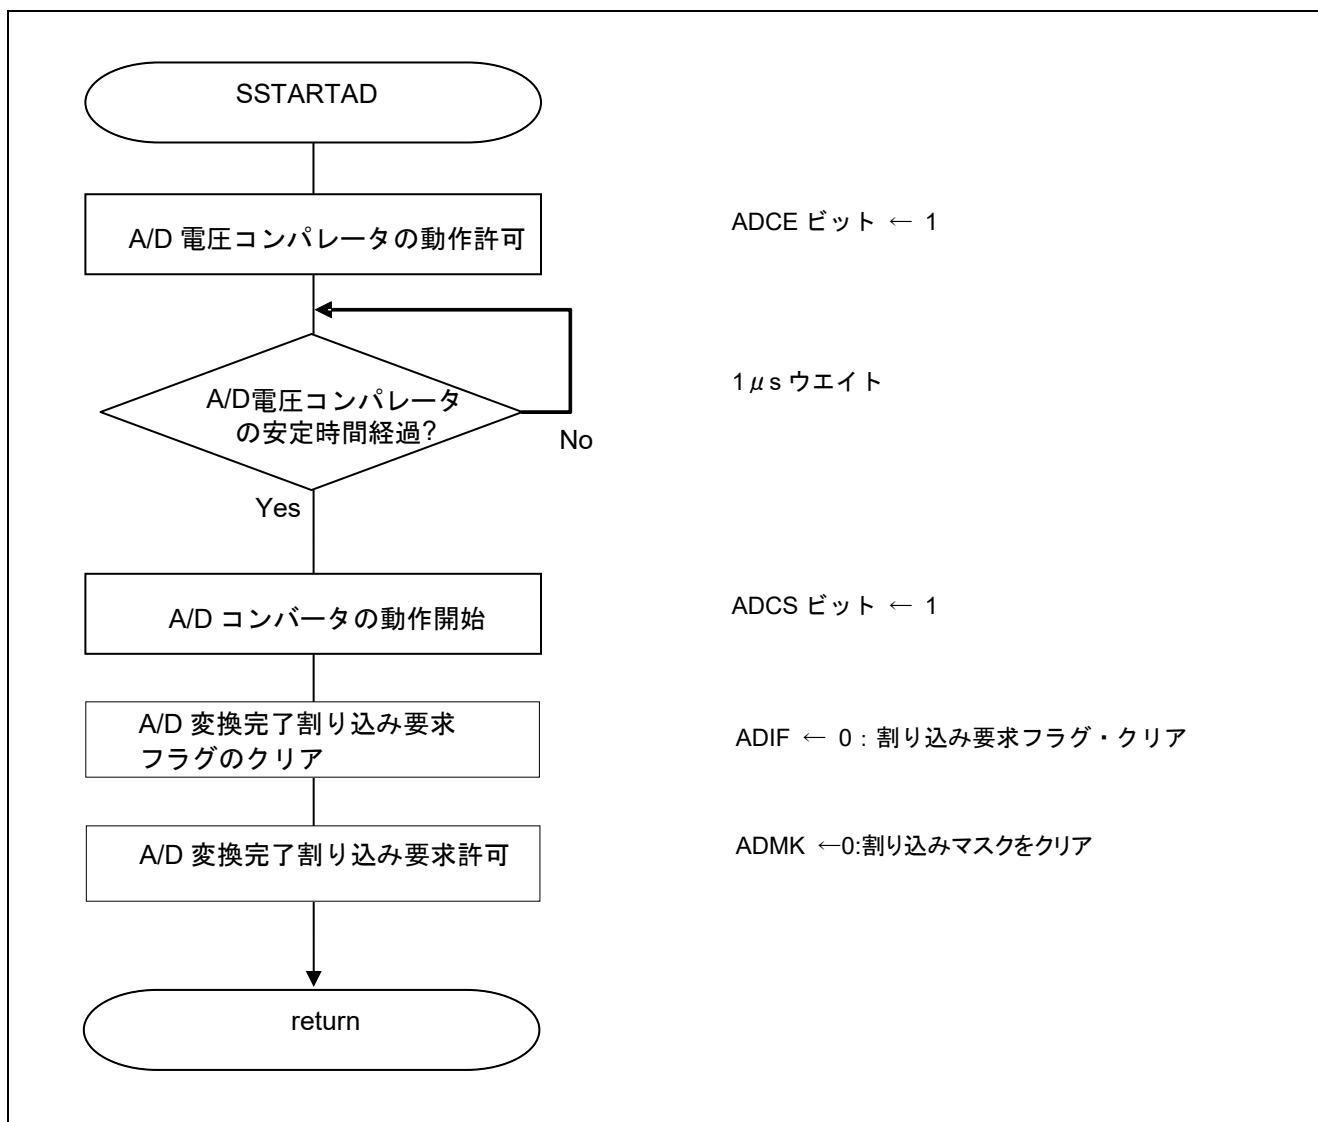 SSTARTAD
A/D 電圧コンパレータの動作許可
ADCE ビット ← 1
A/D電圧コンパレータ
の安定時間経過?
1μs ウエイト
No
Yes
A/D コンバータの動作開始
ADCS ビット ← 1
A/D 変換完了割り込み要求
フラグのクリア
ADIF ← 0：割り込み要求フラグ・クリア
A/D 変換完了割り込み要求許可
ADMK ←0:割り込みマスクをクリア
return